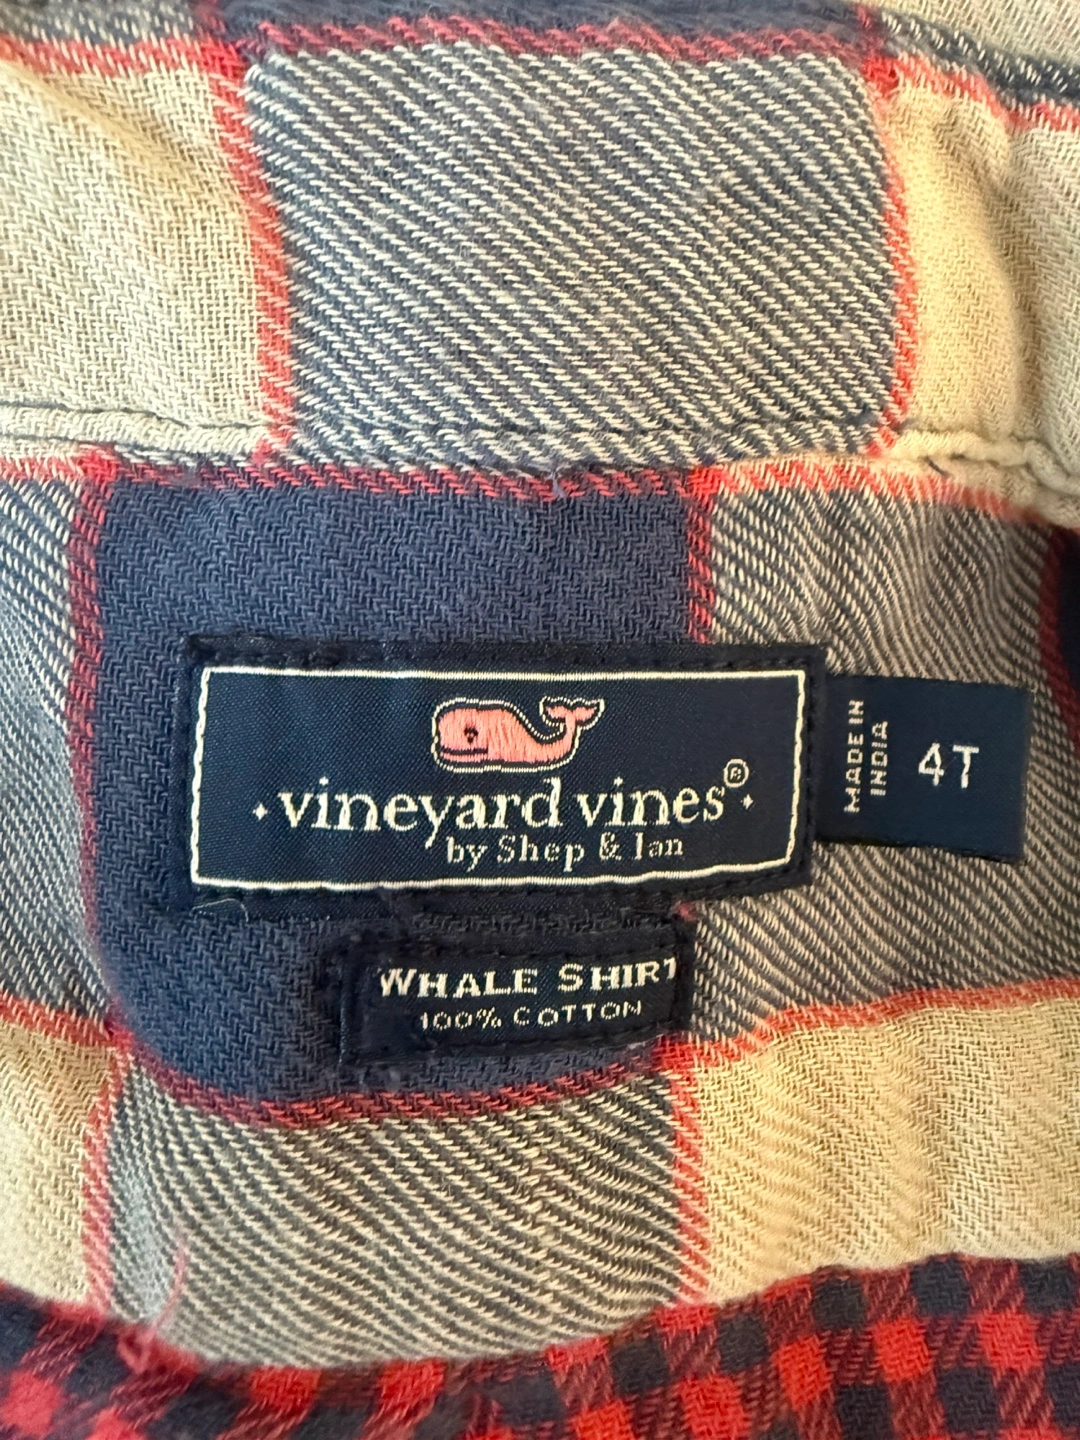 vineyard vines®
by Shep & Ian
MADE IN
INDIA
4T
WHALE SHIRT
100% COTTON